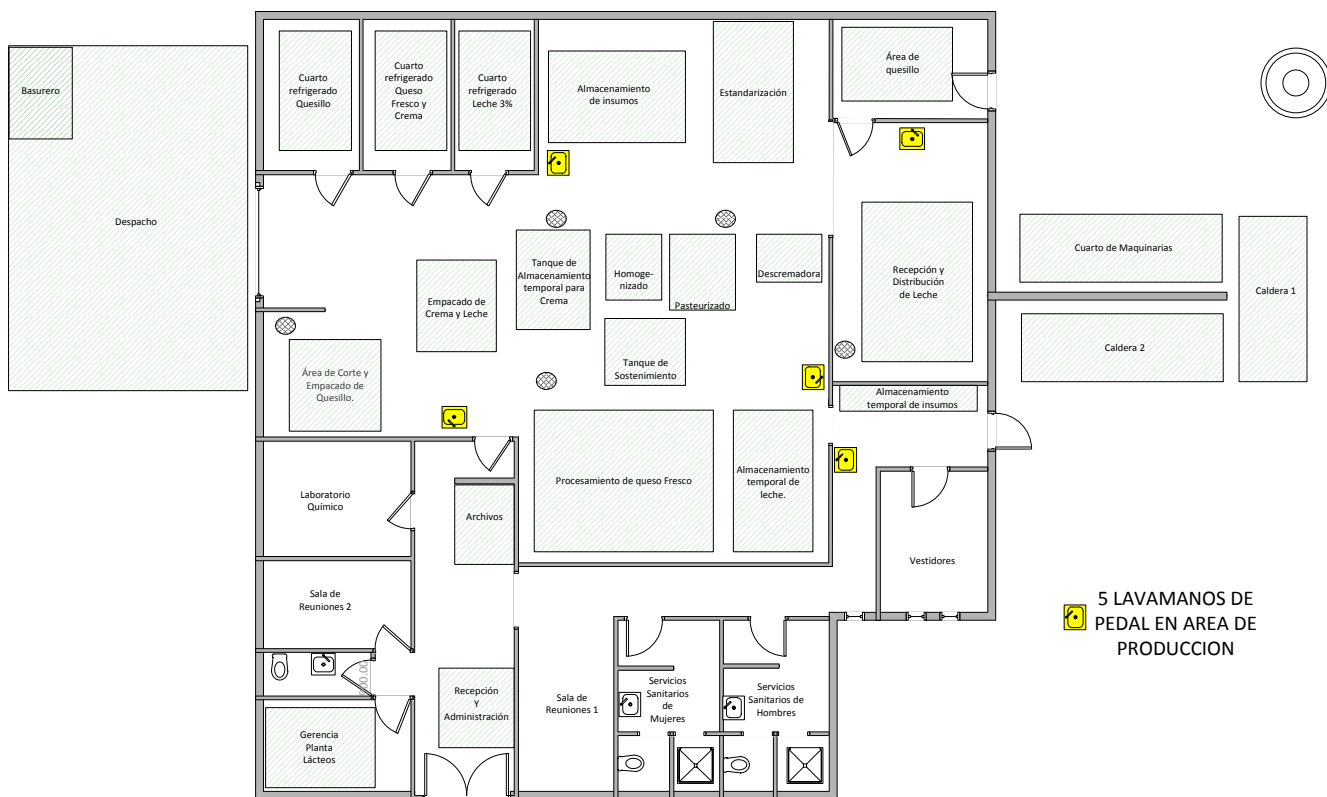 Basurero
Despacho
Cuarto
refrigerado
Quesillo
Cuarto
refrigerado
Queso
Fresco y
Crema
Cuarto
refrigerado
Leche 3%
Almacenamiento
de insumos
Estandarización
Área de
quesillo
Tanque de
Almacenamiento
temporal para
Crema
Homoge-
nizado
Pasteurizado
Descremadora
Recepción y
Distribución
de Leche
Cuarto de Maquinarias
Caldera 1
Caldera 2
Empacado de
Crema y Leche
Tanque de
Sostenimiento
Área de Corte y
Empacado de
Quesillo.
Almacenamiento
temporal de insumos
Procesamiento de queso Fresco
Almacenamiento
temporal de
leche.
Laboratorio
Químico
Archivos
Vestidores
Sala de
Reuniones 2
5 LAVAMANOS DE
PEDAL EN AREA DE
PRODUCCION
Recepción
Y
Administración
Sala de
Reuniones 1
Servicios
Sanitarios
de
Mujeres
Servicios
Sanitarios de
Hombres
Gerencia
Planta
Lácteos